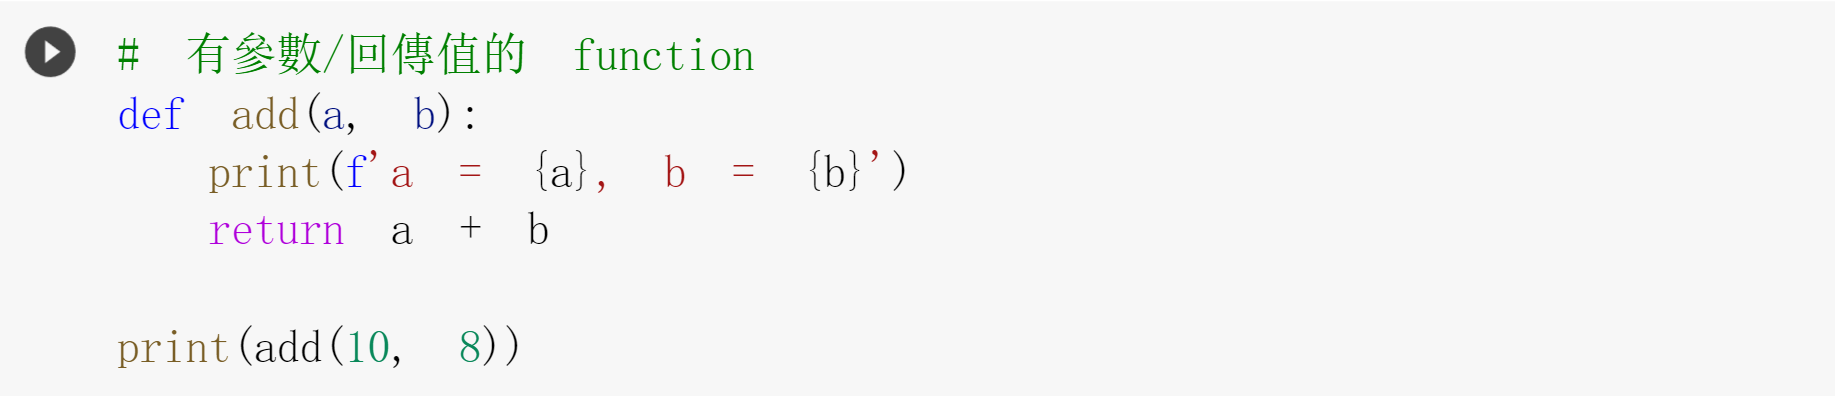 # 有參數/回傳值的 function
def add(a, b):
    print(f'a = {a}, b = {b}')
    return a + b
print(add(10, 8))